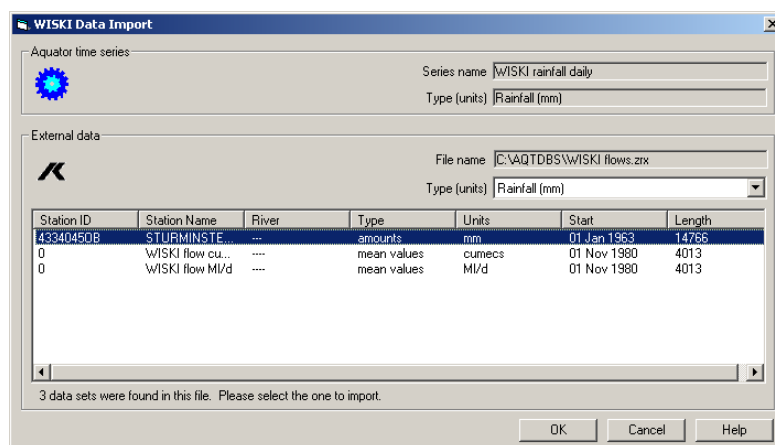 WISKI Data Import
Aquator time series
Series name WISKI rainfall daily
Type (units) Rainfall (mm)
External data
File name C:\AQTDBS\WISKI flows.zrx
Type (units) Rainfall (mm)
Station ID Station Name River Type Units Start Length
4334045OB STURMINSTE... --- amounts mm 01 Jan 1963 14766
0 WISKI flow cu... ---- mean values cumecs 01 Nov 1980 4013
0 WISKI flow Ml/d ---- mean values Ml/d 01 Nov 1980 4013
3 data sets were found in this file. Please select the one to import.
OK Cancel Help